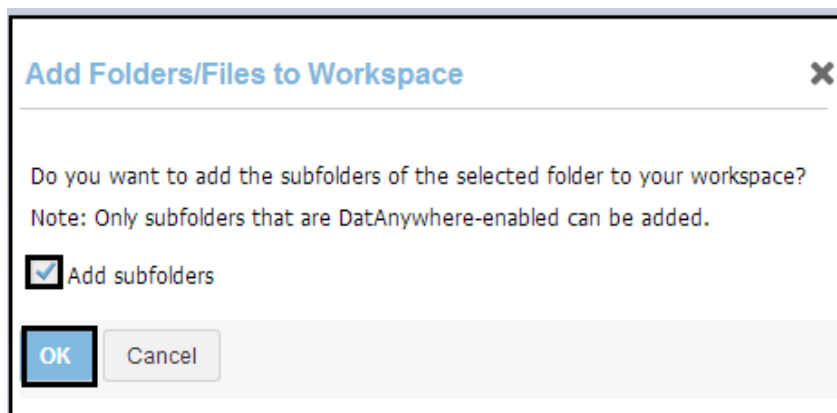 Add Folders/Files to Workspace
Do you want to add the subfolders of the selected folder to your workspace?
Note: Only subfolders that are DatAnywhere-enabled can be added.
Add subfolders
OK Cancel